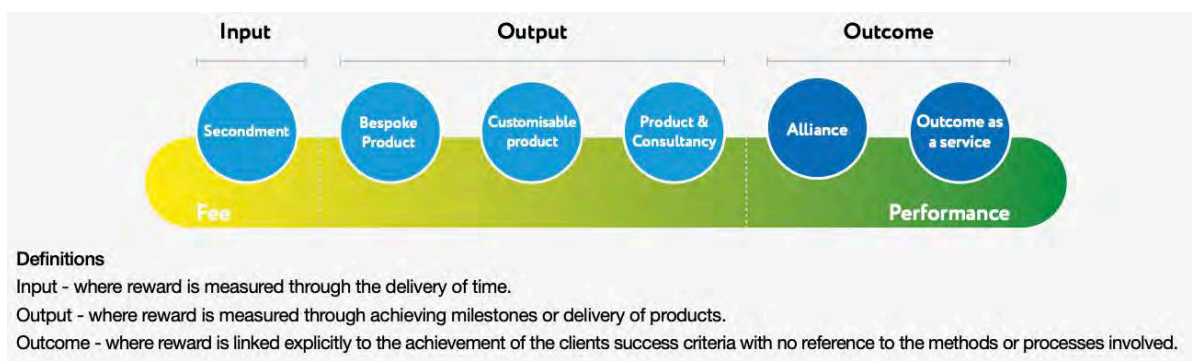 Input
Output
Outcome
Secondment
Bespoke
Product
Customisable
product
Product &
Consultancy
Alliance
Outcome as
a service
Fee
Performance
Definitions
Input - where reward is measured through the delivery of time.
Output - where reward is measured through achieving milestones or delivery of products.
Outcome - where reward is linked explicitly to the achievement of the clients success criteria with no reference to the methods or processes involved.